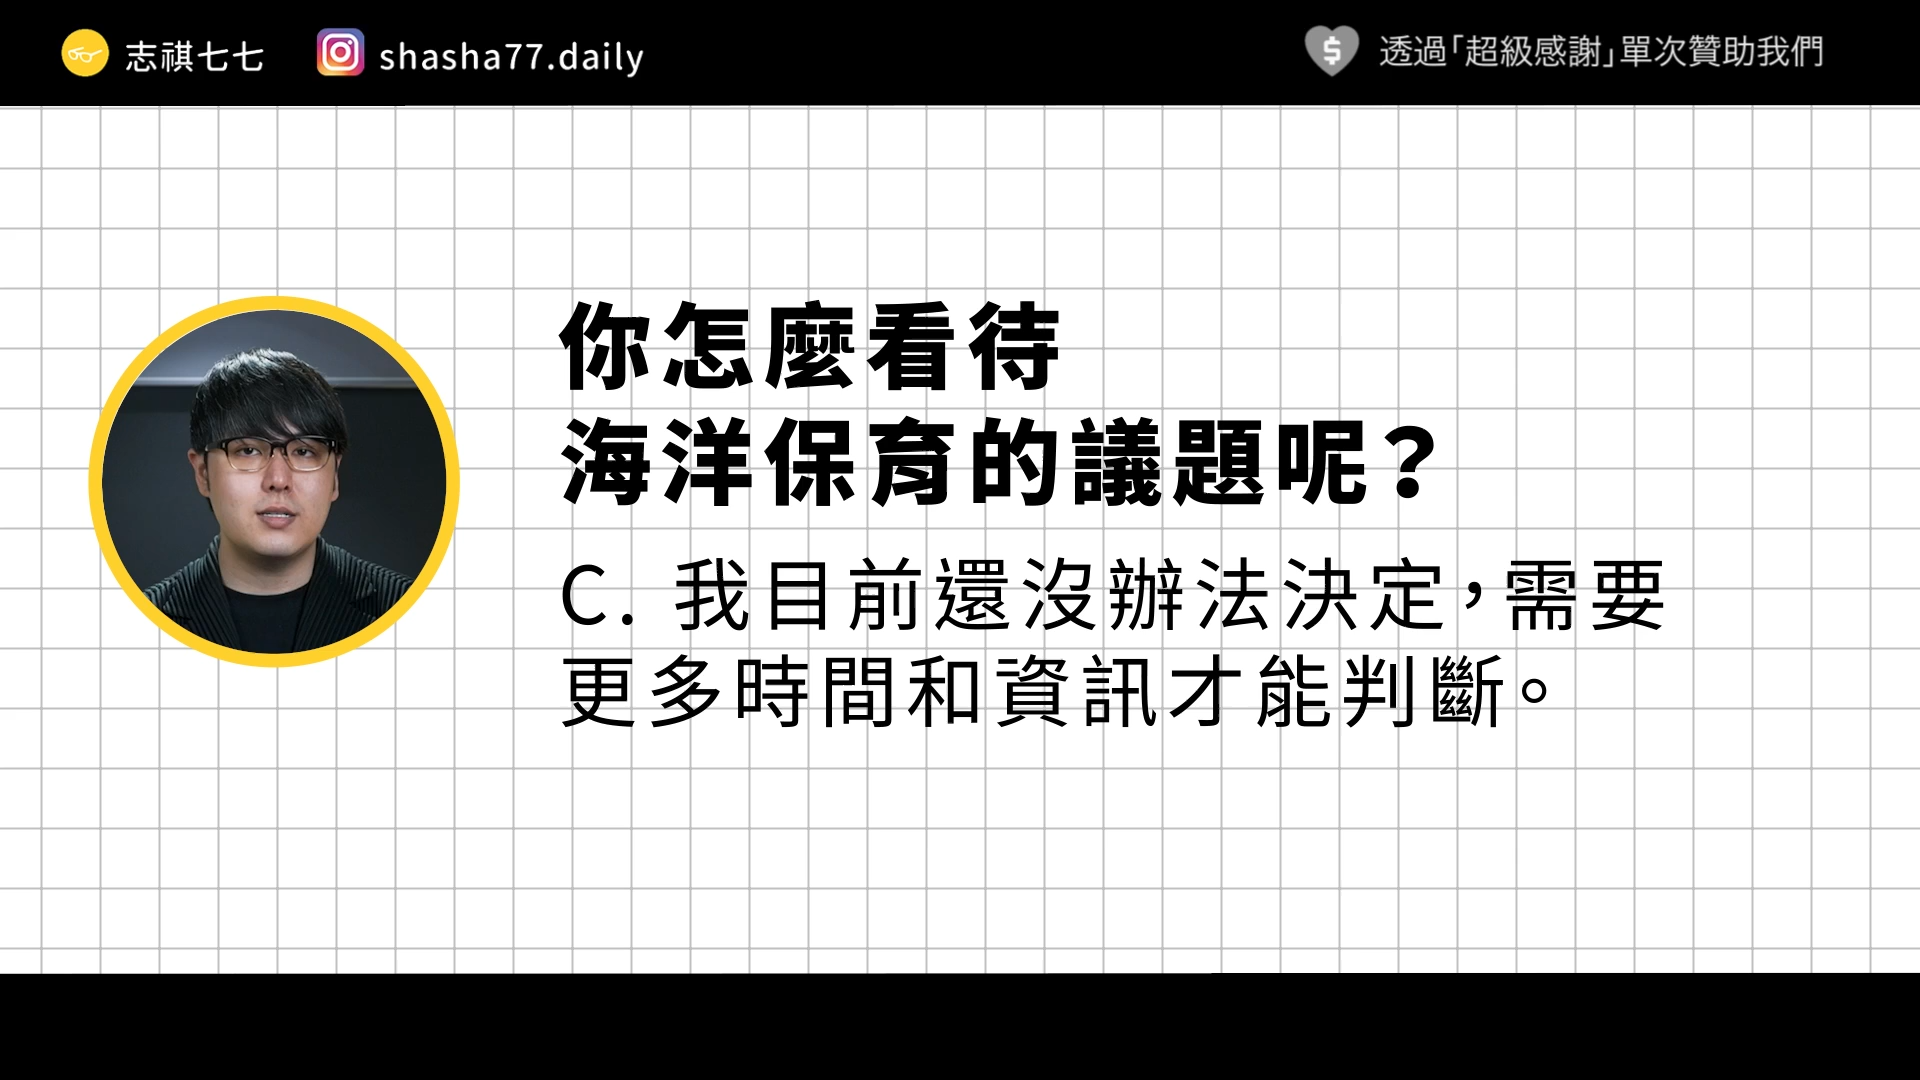 志祺七七
shasha77.daily
透過「超級感謝」單次贊助我們
你怎麼看待
海洋保育的議題呢？
C. 我目前還沒辦法決定，需要
更多時間和資訊才能判斷。